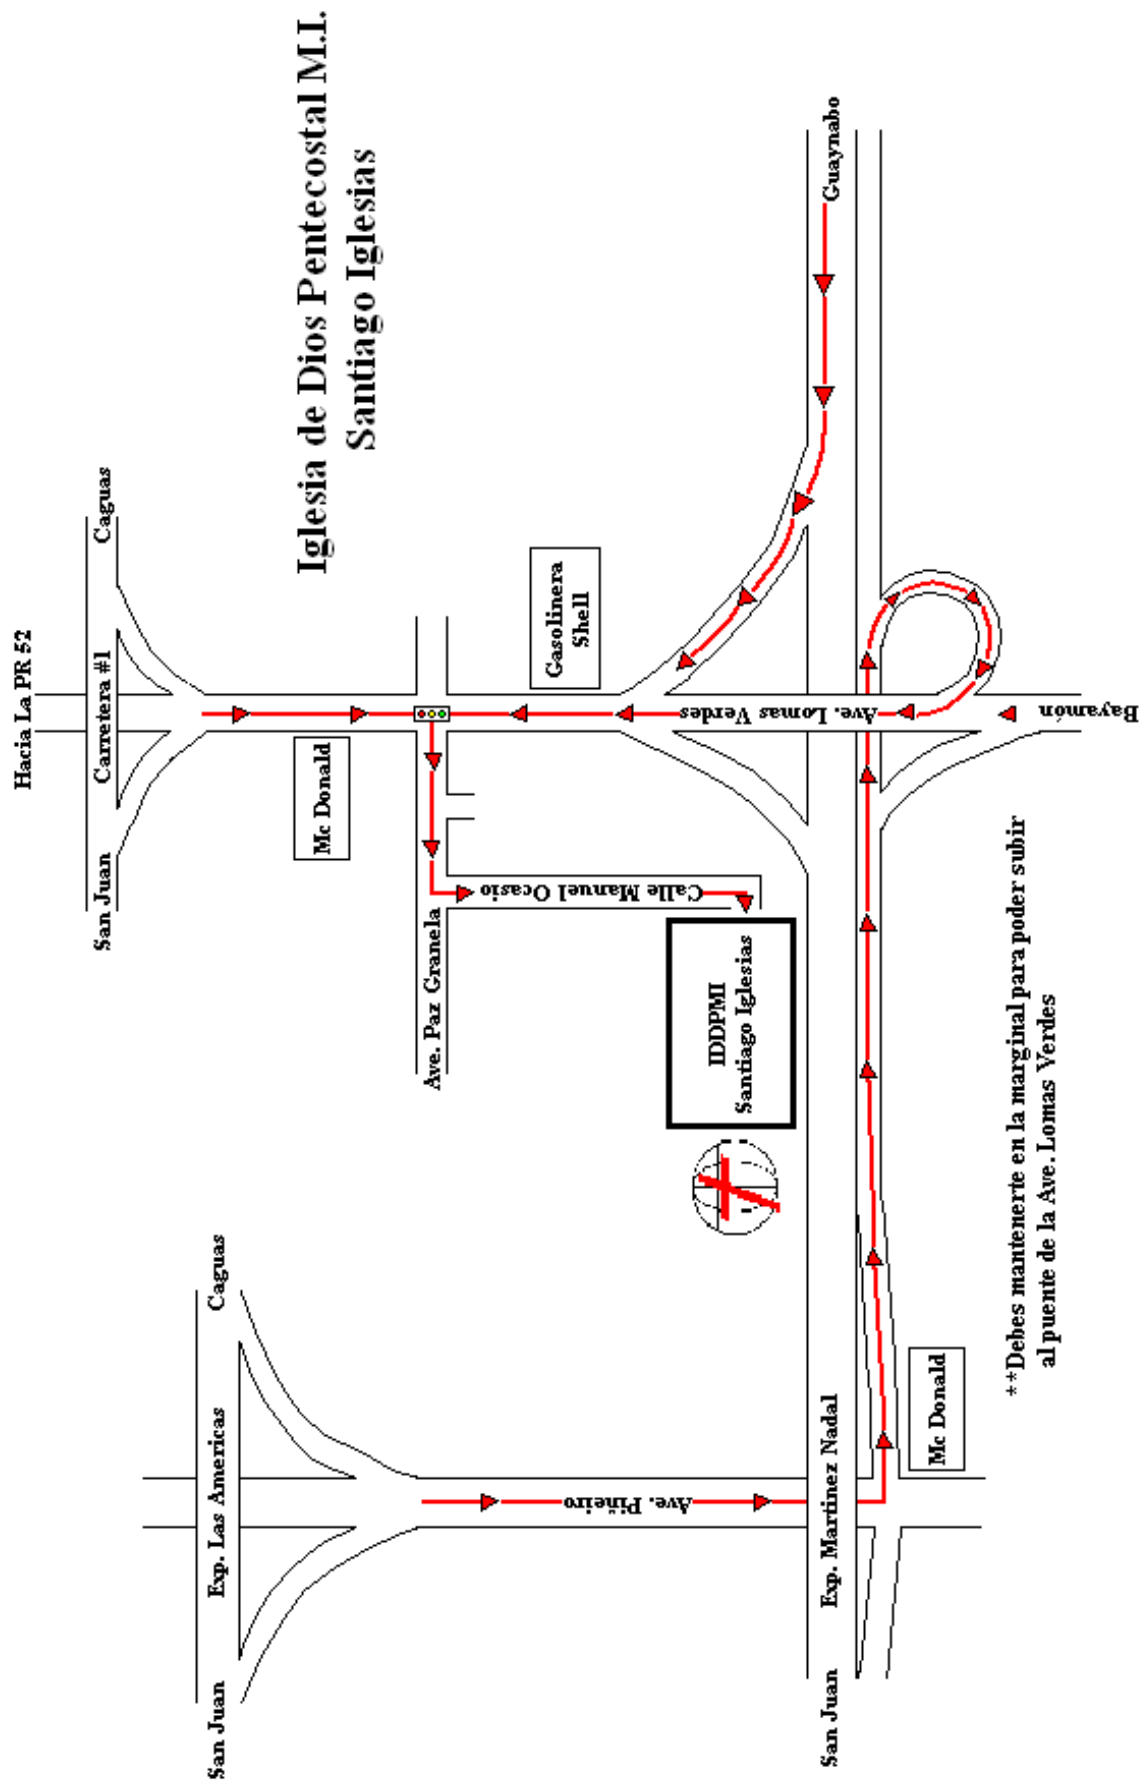 Iglesia de Dios Pentecostal M.I.
Santiago Iglesias
Hacia La PR 52
San Juan
Carretera #1
Caguas
Mc Donald
Gasolinera
Shell
Ave. Paz Granela
Calle Manuel Ocasio
Ave. Lomas Verdes
Bayamón
Guaynabo
IDDPMI
Santiago Iglesias
San Juan
Exp. Las Americas
Caguas
Ave. Piñeiro
San Juan
Exp. Martinez Nadal
Mc Donald
**Debes mantenerte en la marginal para poder subir
al puente de la Ave. Lomas Verdes